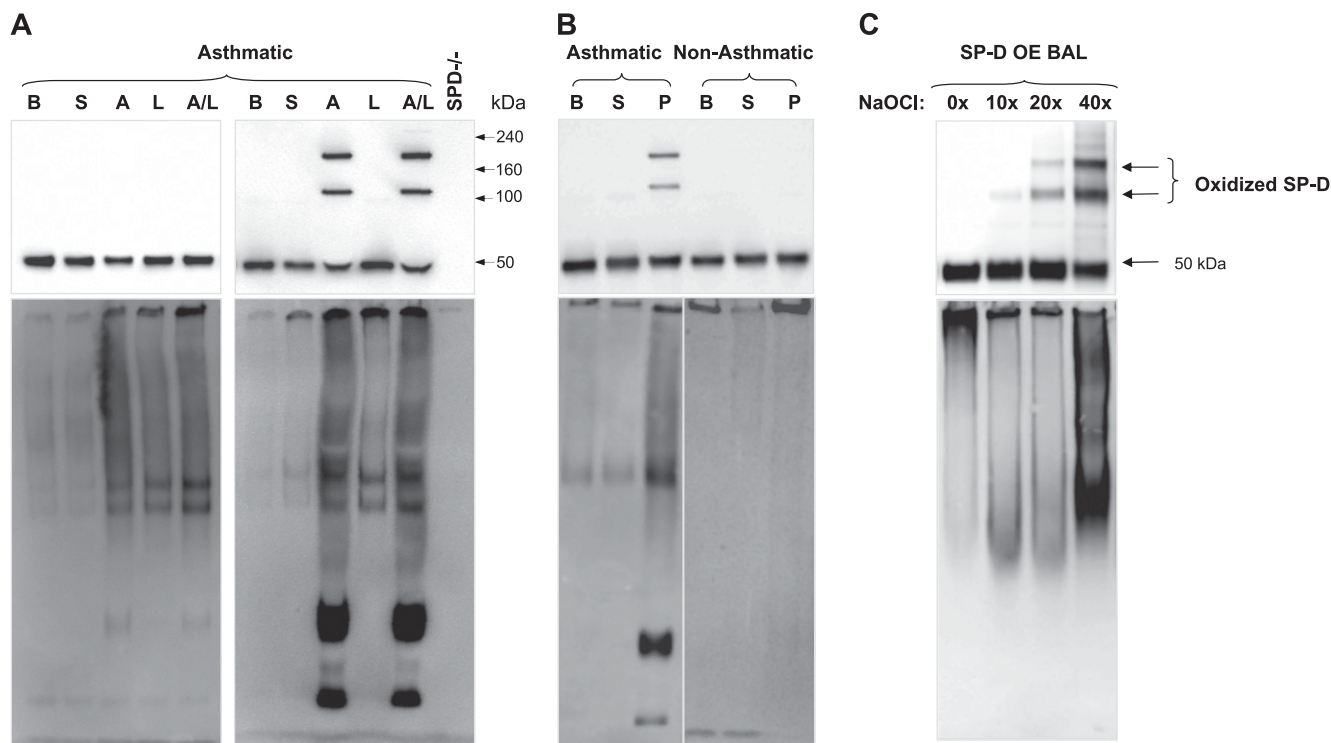 A
Asthmatic
B S A L A/L B S A L A/L SPD-/- kDa
240
160
100
50
B
Asthmatic Non-Asthmatic
B S P B S P
C
SP-D OE BAL
NaOCl: 0x 10x 20x 40x
Oxidized SP-D
50 kDa